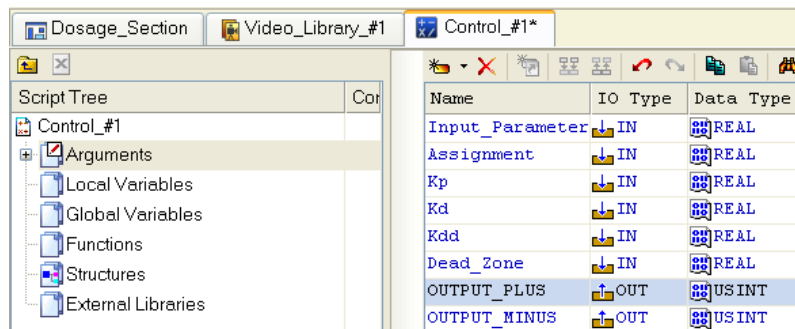 Dosage_Section Video_Library_#1 Control_#1*
Script Tree
Control_#1
Arguments
Local Variables
Global Variables
Functions
Structures
External Libraries
Name IO Type Data Type
Input_Parameter IN REAL
Assignment IN REAL
Kp IN REAL
Kd IN REAL
Kdd IN REAL
Dead_Zone IN REAL
OUTPUT_PLUS OUT USINT
OUTPUT_MINUS OUT USINT